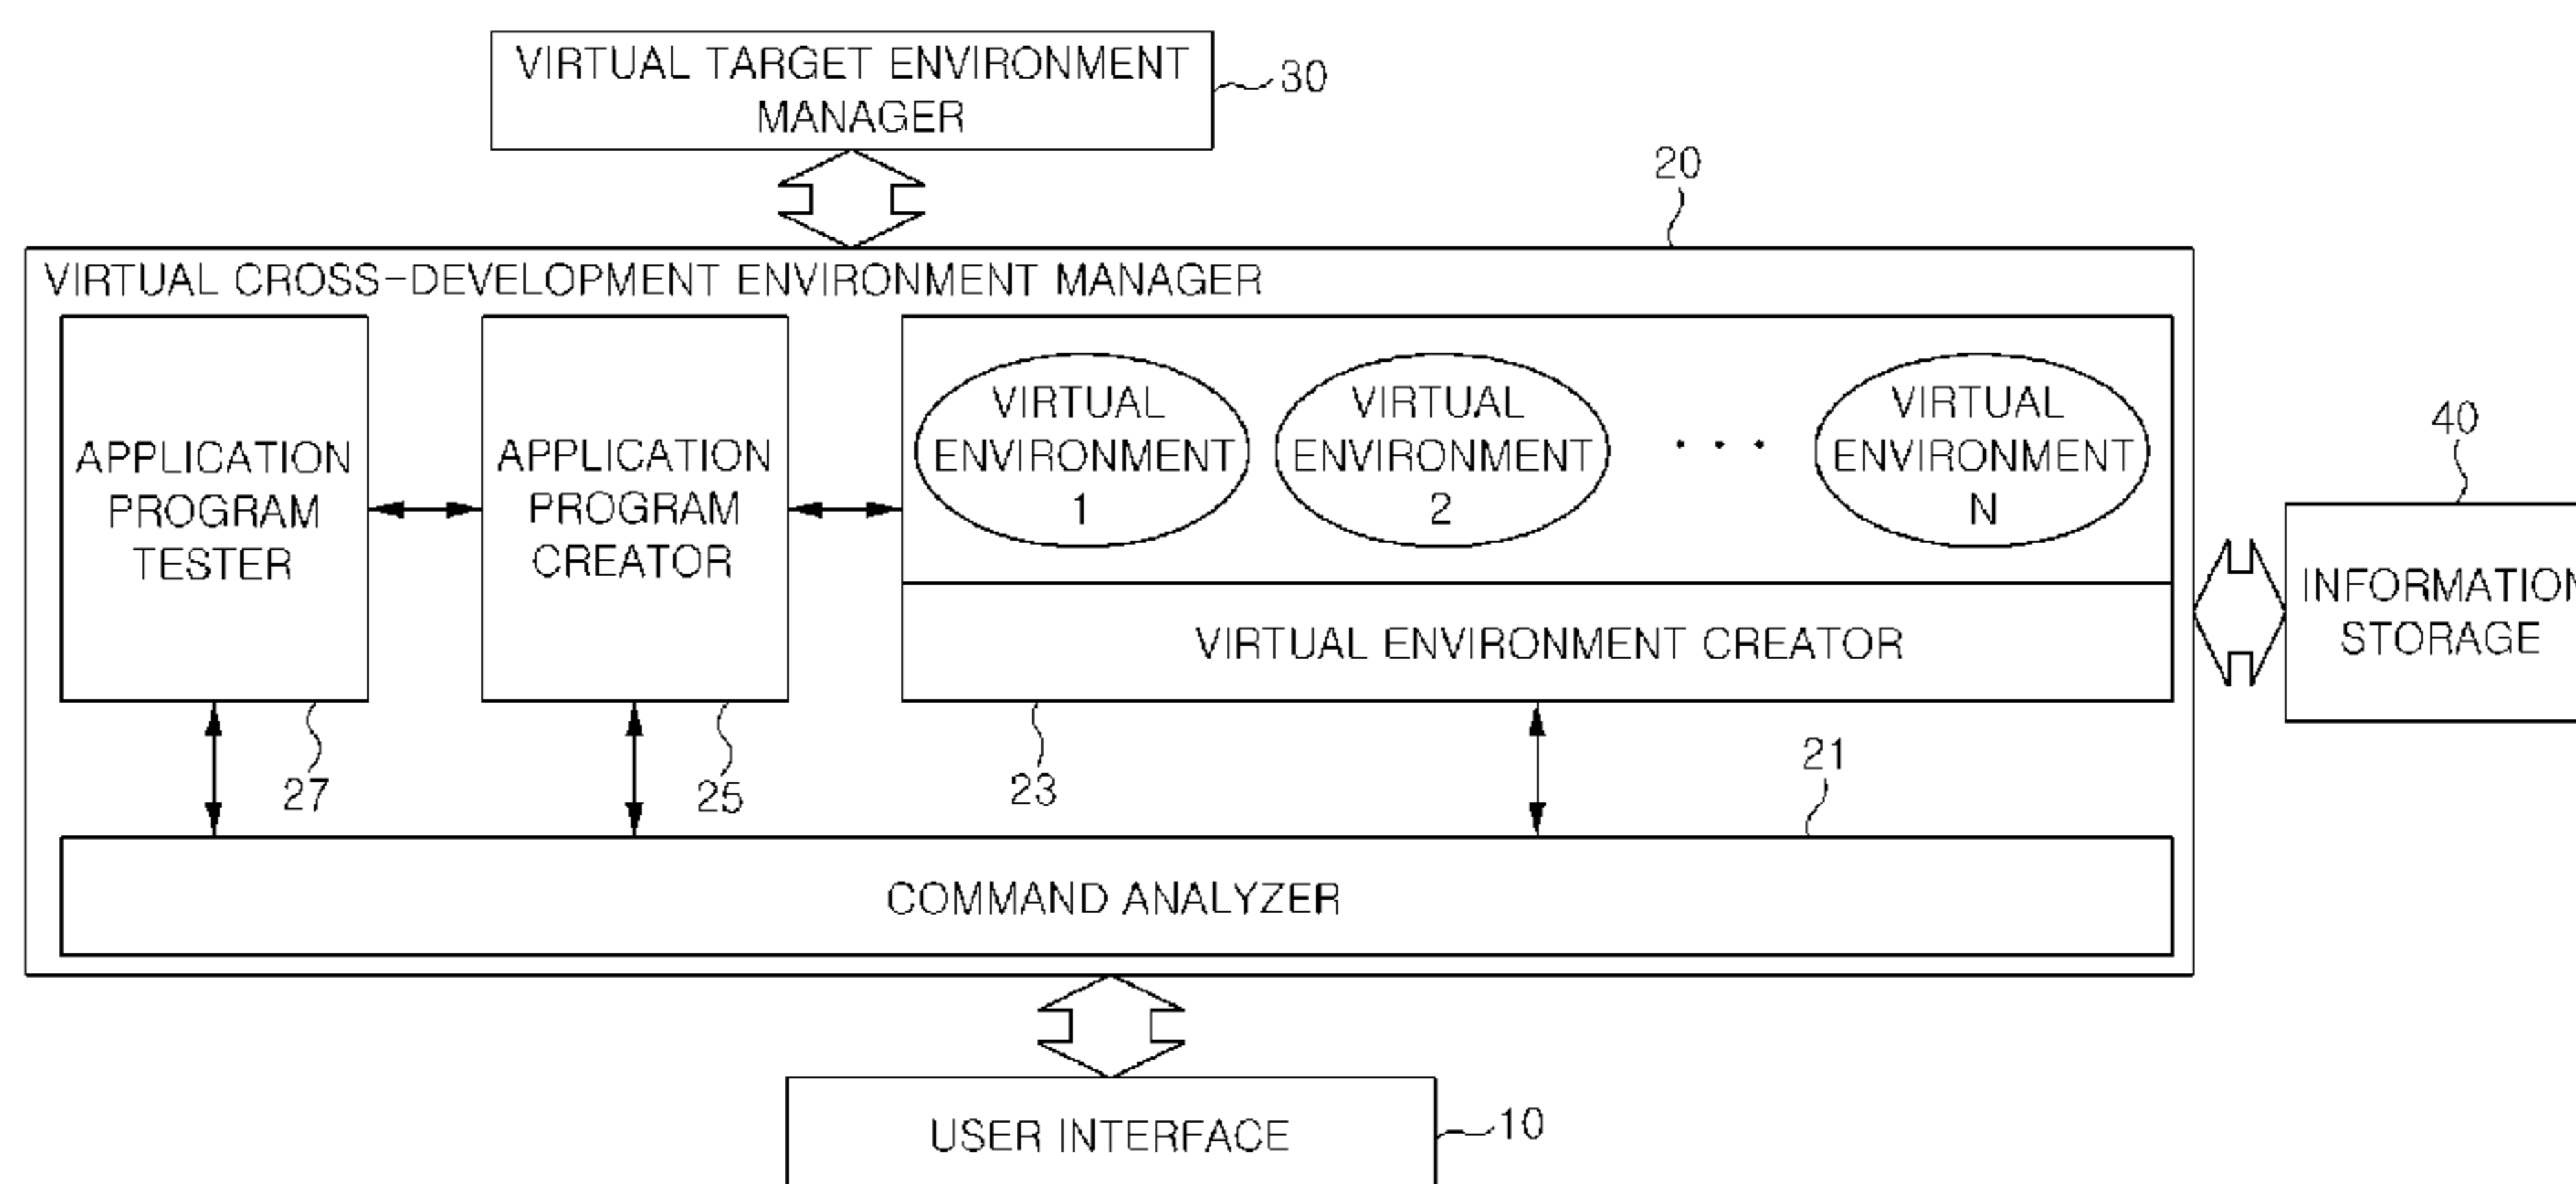 VIRTUAL TARGET ENVIRONMENT
MANAGER
30
20
VIRTUAL CROSS-DEVELOPMENT ENVIRONMENT MANAGER
APPLICATION
PROGRAM
TESTER
APPLICATION
PROGRAM
CREATOR
VIRTUAL
ENVIRONMENT
1
VIRTUAL
ENVIRONMENT
2
. . .
VIRTUAL
ENVIRONMENT
N
VIRTUAL ENVIRONMENT CREATOR
40
INFORMATION
STORAGE
27
25
23
21
COMMAND ANALYZER
USER INTERFACE
10